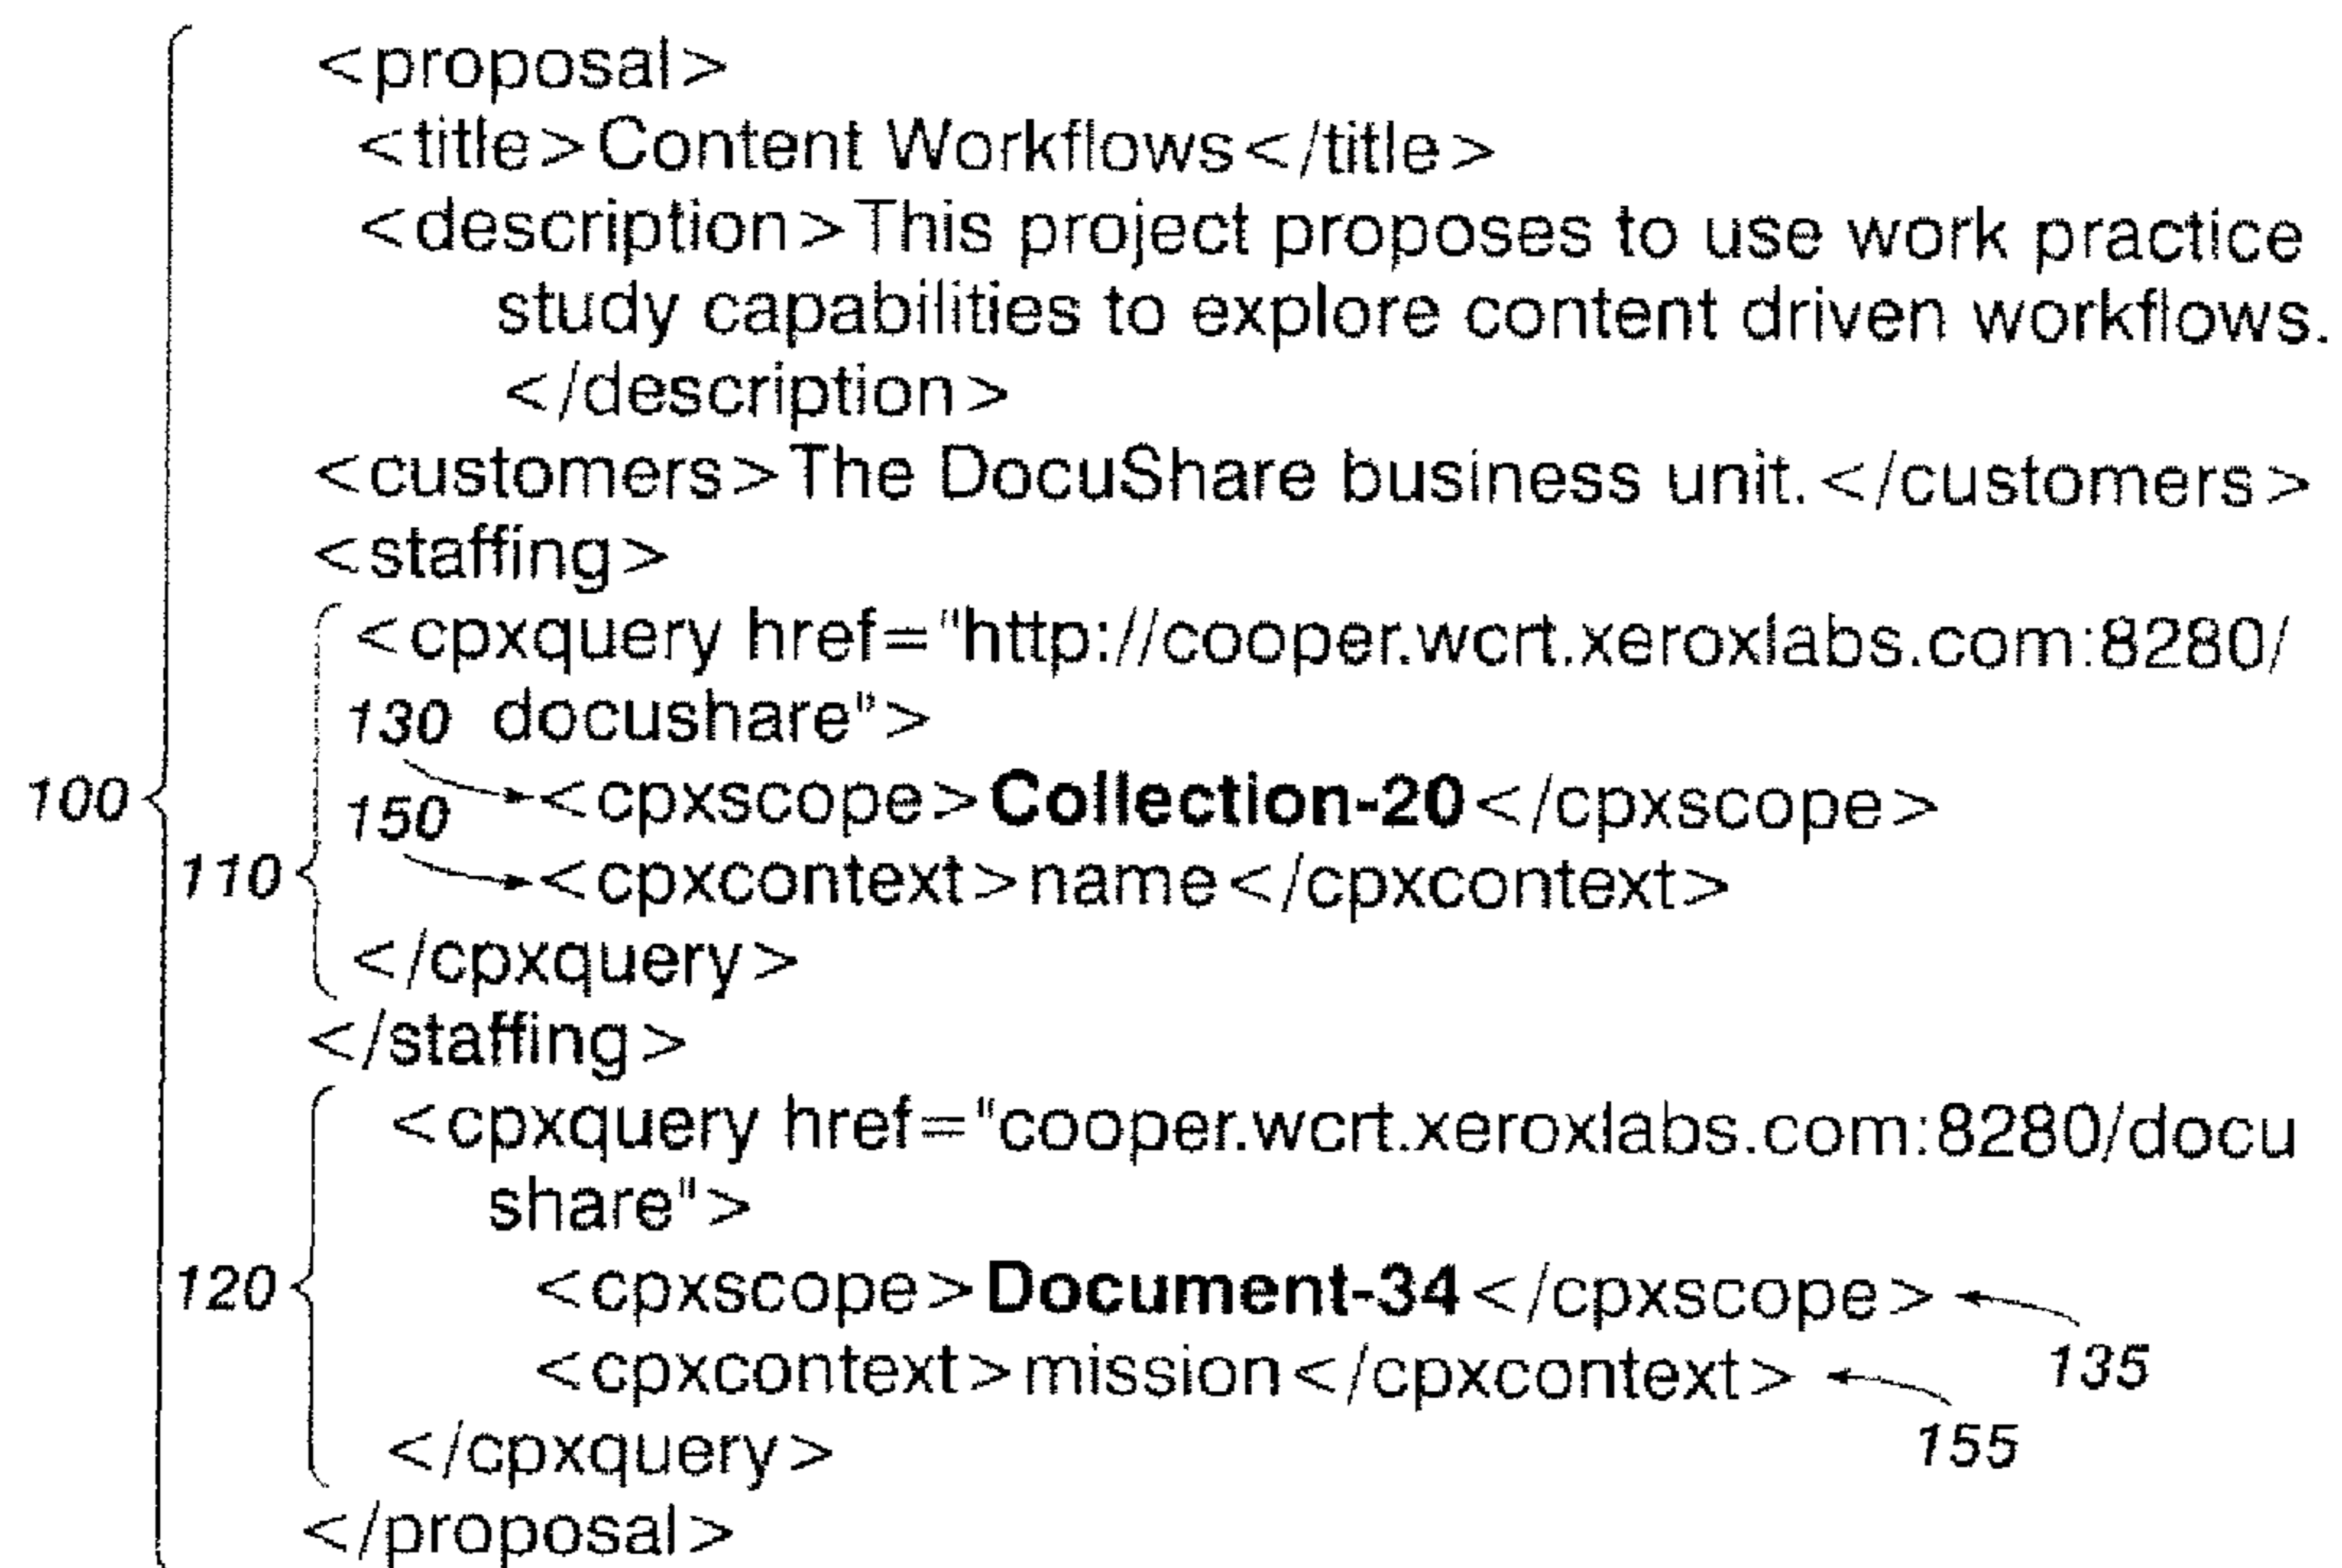 <proposal>
<title>Content Workflows</title>
<description>This project proposes to use work practice
study capabilities to explore content driven workflows.
</description>
<customers>The DocuShare business unit.</customers>
<staffing>
<cpxquery href="http://cooper.wcrt.xeroxlabs.com:8280/
130 docushare">
100 <cpxscope>Collection-20</cpxscope>
150
110 <cpxcontext>name</cpxcontext>
</cpxquery>
</staffing>
<cpxquery href="cooper.wcrt.xeroxlabs.com:8280/docu
share">
120 <cpxscope>Document-34</cpxscope>
<cpxcontext>mission</cpxcontext> 135
</cpxquery> 155
</proposal>